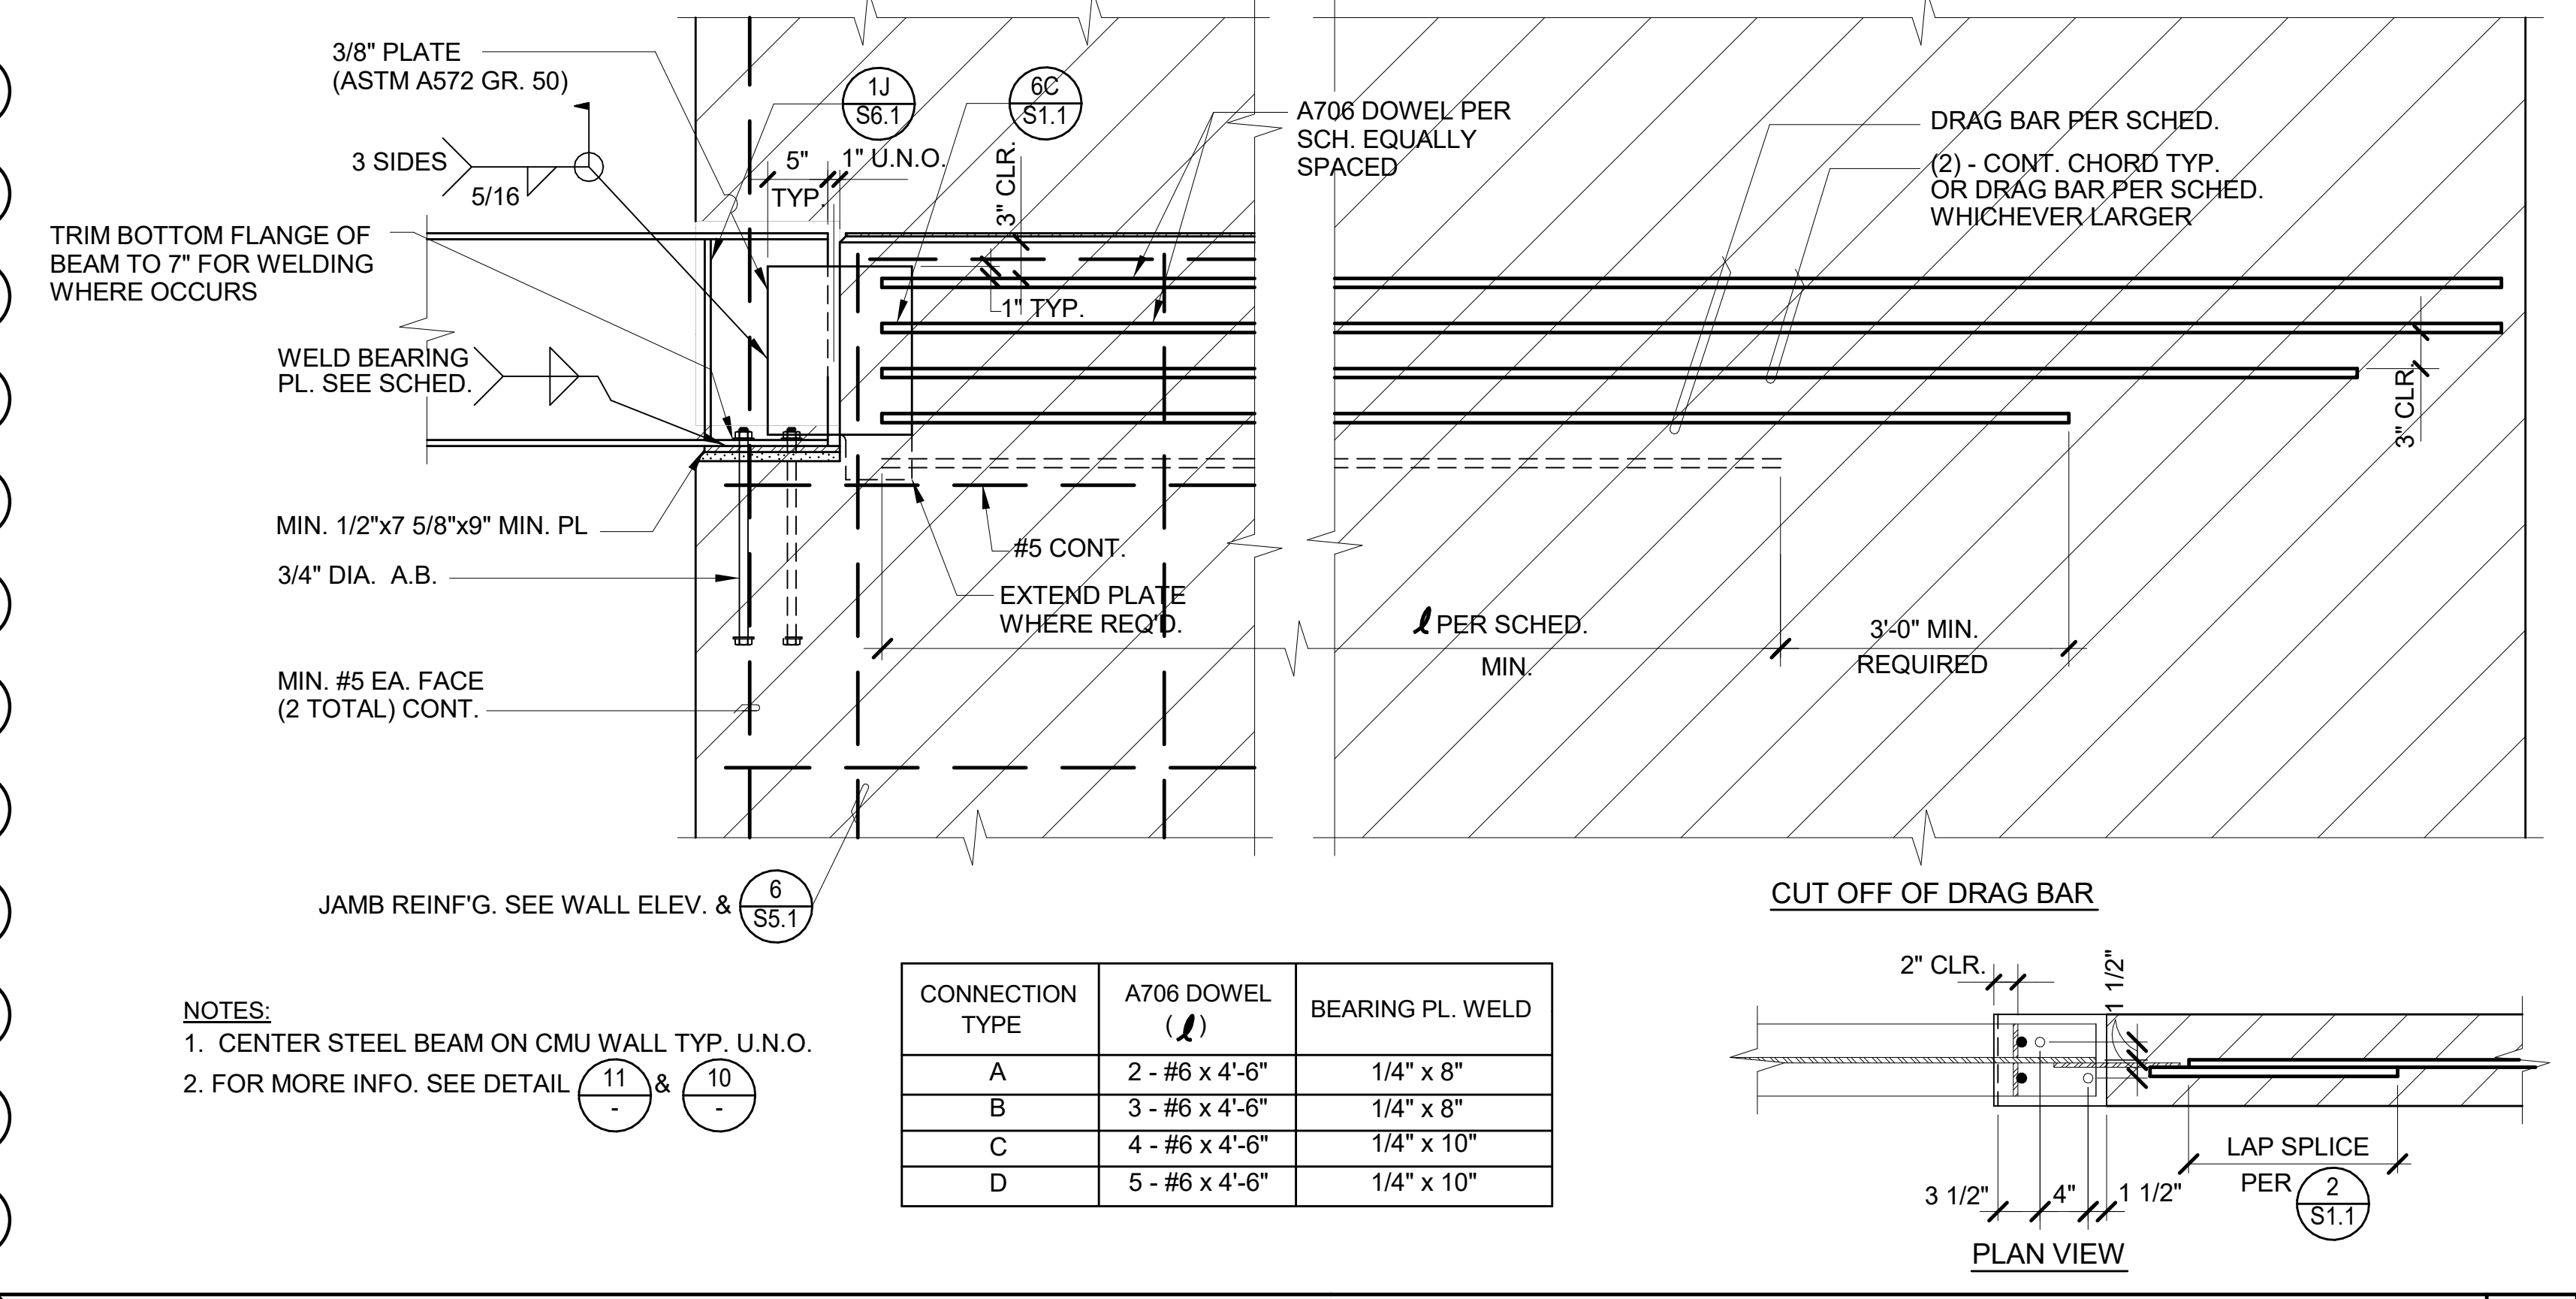 3/8" PLATE
(ASTM A572 GR. 50)
3 SIDES
5/16
TRIM BOTTOM FLANGE OF
BEAM TO 7" FOR WELDING
WHERE OCCURS
WELD BEARING
PL. SEE SCHED.
MIN. 1/2"x7 5/8"x9" MIN. PL
3/4" DIA. A.B.
MIN. #5 EA. FACE
(2 TOTAL) CONT.
JAMB REINF'G. SEE WALL ELEV. &
6
S5.1
1J
S6.1
6C
S1.1
5"
TYP.
1" U.N.O.
3" CLR.
1" TYP.
A706 DOWEL PER
SCH. EQUALLY
SPACED
DRAG BAR PER SCHED.
(2) - CONT. CHORD TYP.
OR DRAG BAR PER SCHED.
WHICHEVER LARGER
3" CLR.
#5 CONT.
EXTEND PLATE
WHERE REQ'D.
ℓ PER SCHED.
MIN.
3'-0" MIN.
REQUIRED
CUT OFF OF DRAG BAR
NOTES:
1. CENTER STEEL BEAM ON CMU WALL TYP. U.N.O.
2. FOR MORE INFO. SEE DETAIL 11 & 10
- -
CONNECTION TYPE
A706 DOWEL (ℓ)
BEARING PL. WELD
A 2 - #6 x 4'-6" 1/4" x 8"
B 3 - #6 x 4'-6" 1/4" x 8"
C 4 - #6 x 4'-6" 1/4" x 10"
D 5 - #6 x 4'-6" 1/4" x 10"
2" CLR.
1 1/2"
LAP SPLICE
PER
2
S1.1
3 1/2" 4" 1 1/2"
PLAN VIEW